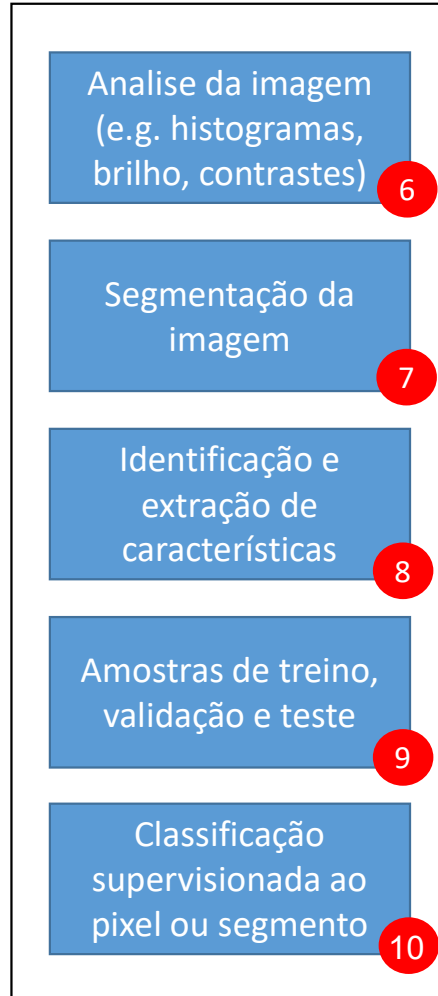 Analise da imagem
(e.g. histogramas,
brilho, contrastes)
6
Segmentação da
imagem
7
Identificação e
extração de
características
8
Amostras de treino,
validação e teste
9
Classificação
supervisionada ao
pixel ou segmento
10